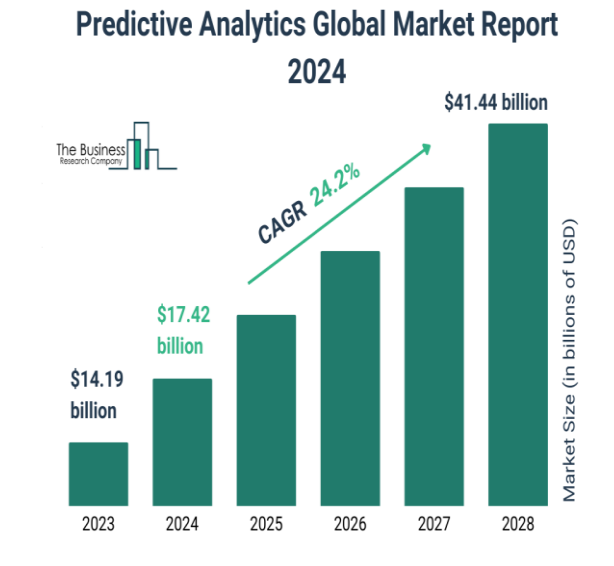 Predictive Analytics Global Market Report
2024
$41.44 billion
The Business
Research Company
CAGR 24.2%
$17.42
billion
$14.19
billion
Market Size (in billions of USD)
2023 2024 2025 2026 2027 2028